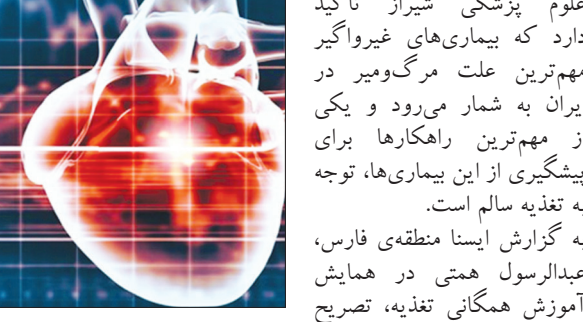 علوم پزشکی شیراز تاکید
دارد که بیماری‌های غیرواگیر
مهم‌ترین علت مرگ‌ومیر در
ایران به شمار می‌رود و یکی
از مهم‌ترین راهکارها برای
پیشگیری از این بیماری‌ها، توجه
به تغذیه سالم است.
به گزارش ایسنا منطقه‌ی فارس،
عبدالرسول همتی در همایش
آموزش همگانی تغذیه، تصریح